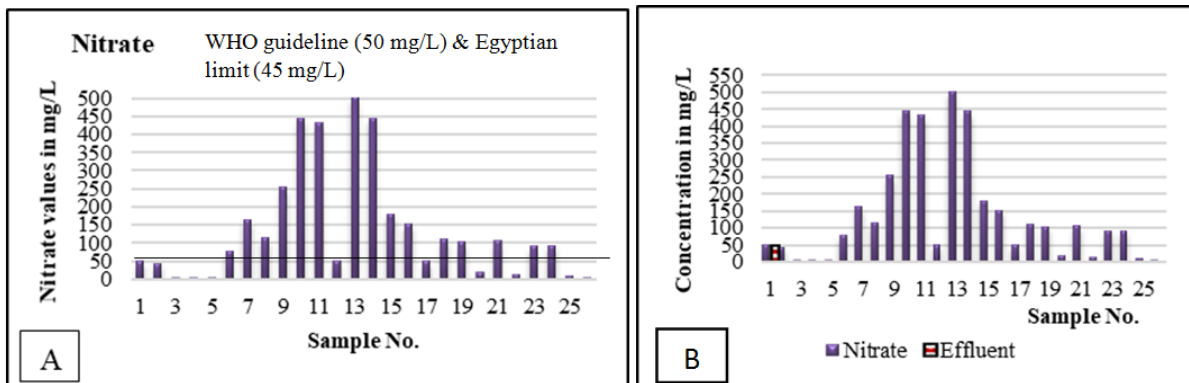 Nitrate
WHO guideline (50 mg/L) & Egyptian
limit (45 mg/L)
Nitrate values in mg/L
500
450
400
350
300
250
200
150
100
50
0
1 3 5 7 9 11 13 15 17 19 21 23 25
Sample No.
A
Concentration in mg/L
550
500
450
400
350
300
250
200
150
100
50
0
1 3 5 7 9 11 13 15 17 19 21 23 25
Sample No.
Nitrate Effluent
B